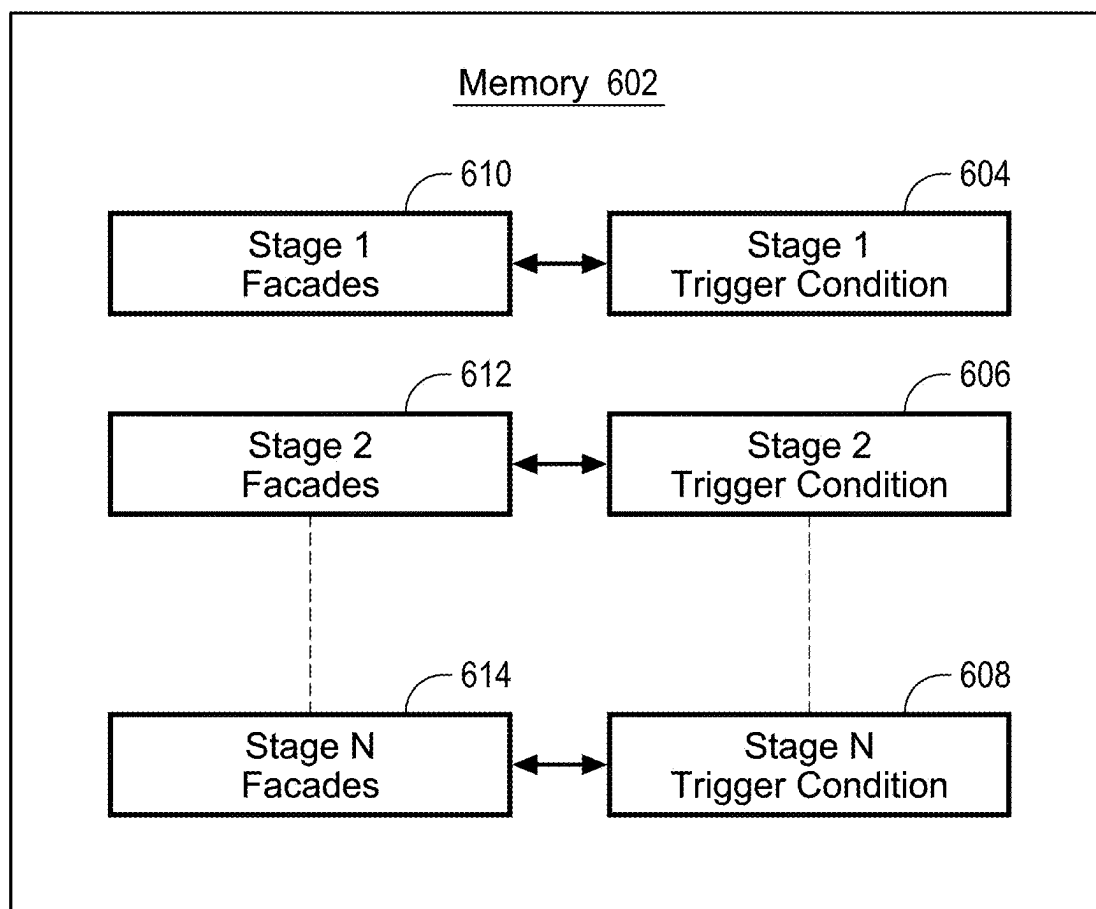 Memory 602
610
604
Stage 1
Facades
Stage 1
Trigger Condition
612
606
Stage 2
Facades
Stage 2
Trigger Condition
614
608
Stage N
Facades
Stage N
Trigger Condition